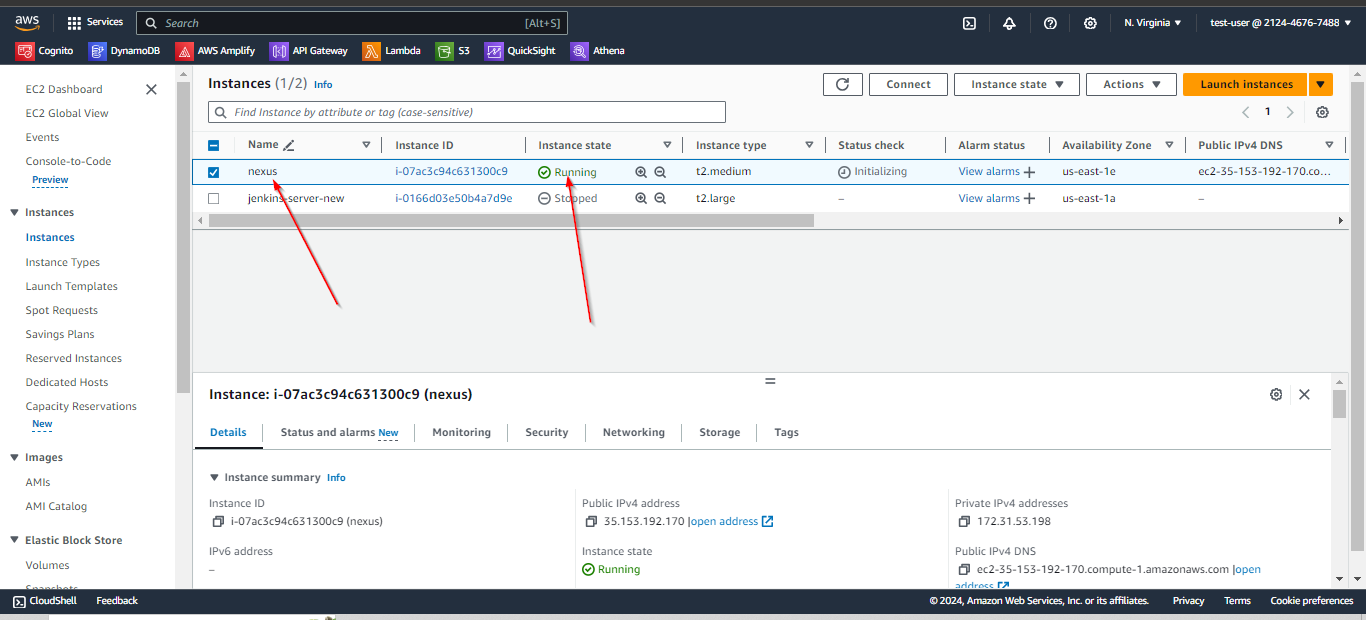 aws Services Search [Alt+S] N. Virginia test-user @ 2124-4676-7488
Cognito DynamoDB AWS Amplify API Gateway Lambda S3 QuickSight Athena
EC2 Dashboard
EC2 Global View
Events
Console-to-Code
Preview
Instances
Instances
Instance Types
Launch Templates
Spot Requests
Savings Plans
Reserved Instances
Dedicated Hosts
Capacity Reservations
New
Images
AMIs
AMI Catalog
Elastic Block Store
Volumes
Snapshots
Instances (1/2) Info Connect Instance state Actions Launch instances
Find Instance by attribute or tag (case-sensitive) 1
Name Instance ID Instance state Instance type Status check Alarm status Availability Zone Public IPv4 DNS
nexus i-07ac3c94c631300c9 Running t2.medium Initializing View alarms + us-east-1e ec2-35-153-192-170.co...
jenkins-server-new i-0166d03e50b4a7d9e Stopped t2.large – View alarms + us-east-1a –
Instance: i-07ac3c94c631300c9 (nexus)
Details Status and alarms New Monitoring Security Networking Storage Tags
Instance summary Info
Instance ID Public IPv4 address Private IPv4 addresses
i-07ac3c94c631300c9 (nexus) 35.153.192.170 |open address 172.31.53.198
IPv6 address Instance state Public IPv4 DNS
– Running ec2-35-153-192-170.compute-1.amazonaws.com |open
address
CloudShell Feedback © 2024, Amazon Web Services, Inc. or its affiliates. Privacy Terms Cookie preferences